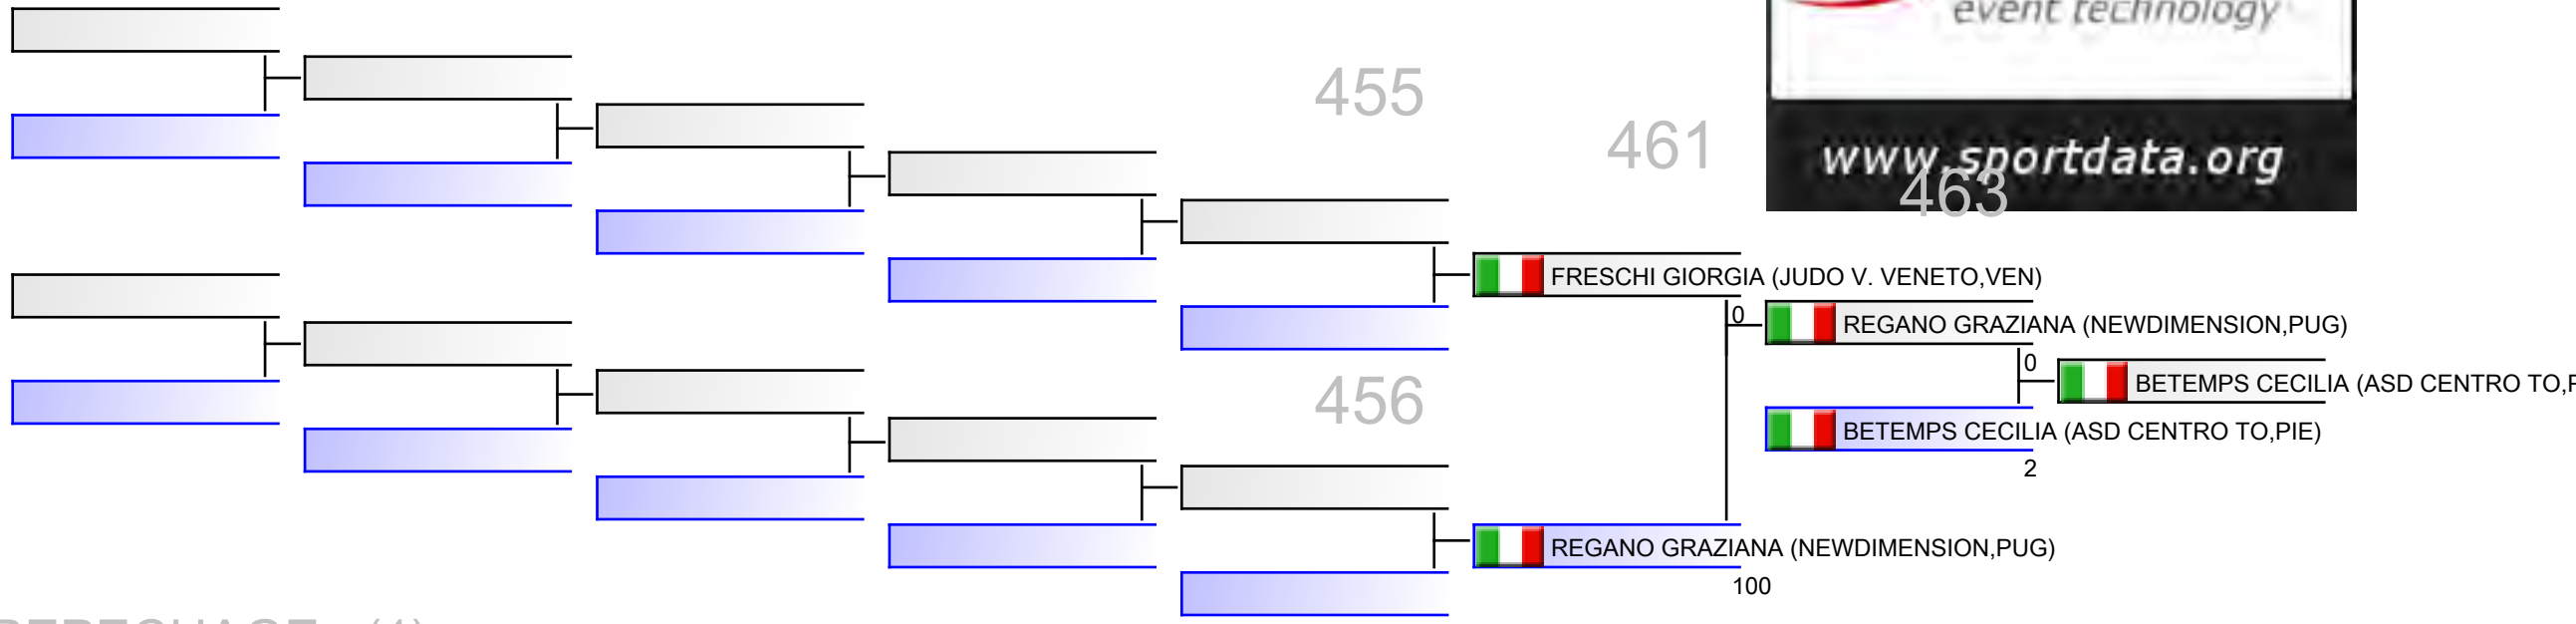 event technology
455
461
www.sportdata.org
463
FRESCHI GIORGIA (JUDO V. VENETO,VEN)
0
REGANO GRAZIANA (NEWDIMENSION,PUG)
0
BETEMPS CECILIA (ASD CENTRO TO,P
456
BETEMPS CECILIA (ASD CENTRO TO,PIE)
2
REGANO GRAZIANA (NEWDIMENSION,PUG)
100